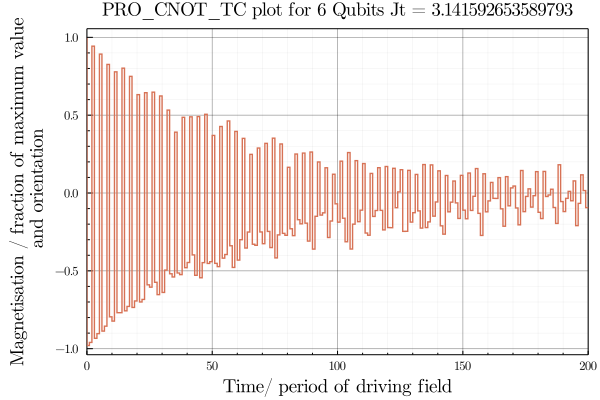 PRO_CNOT_TC plot for 6 Qubits Jt = 3.141592653589793
Magnetisation / fraction of maximum value
and orientation
1.0
0.5
0.0
−0.5
−1.0
0
50
100
150
200
Time/ period of driving field